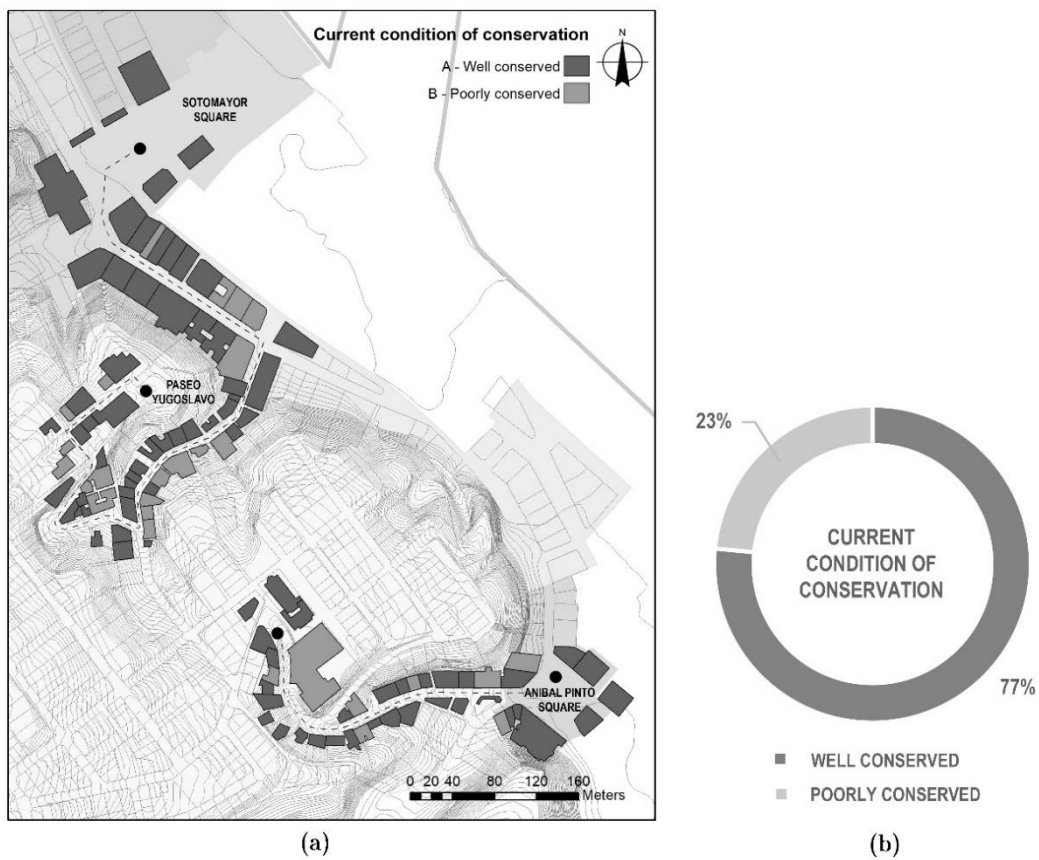 Current condition of conservation
N
A - Well conserved
B - Poorly conserved
SOTOMAYOR
SQUARE
PASEO
YUGOSLAVO
ANIBAL PINTO
SQUARE
0 20 40 80 120 160
Meters
(a)
23%
CURRENT
CONDITION OF
CONSERVATION
77%
WELL CONSERVED
POORLY CONSERVED
(b)